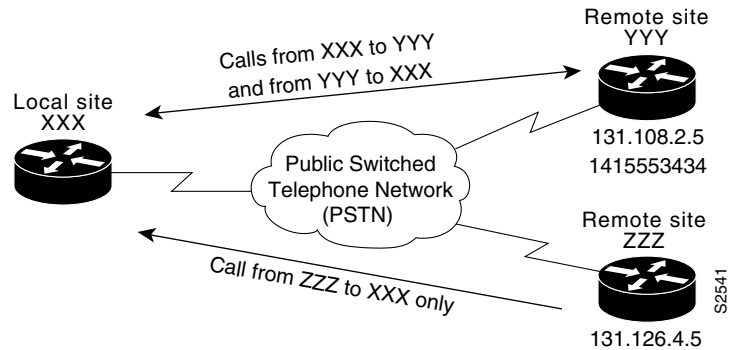 Local site
XXX
Calls from XXX to YYY
and from YYY to XXX
Remote site
YYY
131.108.2.5
1415553434
Public Switched
Telephone Network
(PSTN)
Call from ZZZ to XXX only
Remote site
ZZZ
131.126.4.5
S2541